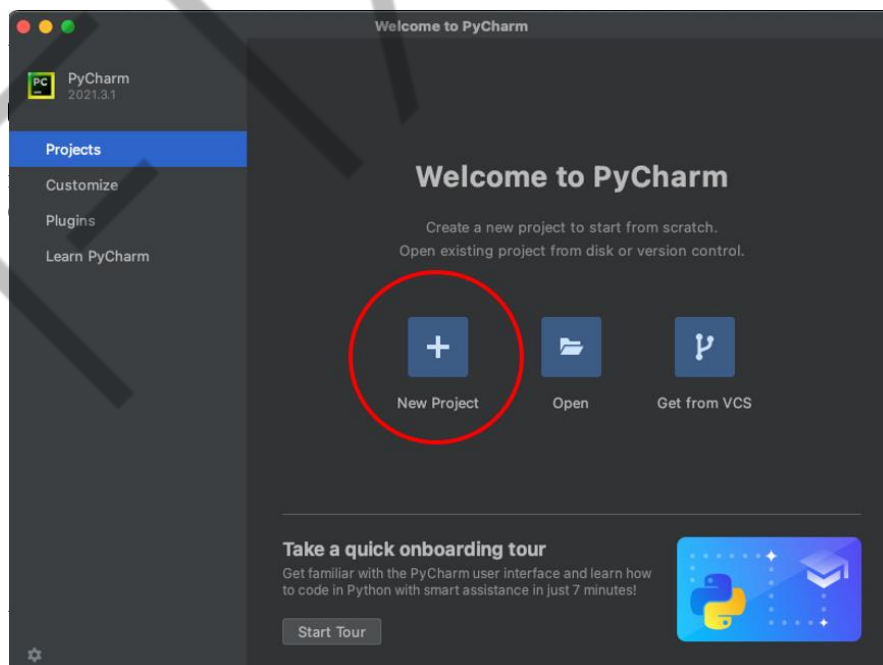 Welcome to PyCharm
PC
PyCharm
2021.3.1
Projects
Customize
Plugins
Learn PyCharm
Welcome to PyCharm
Create a new project to start from scratch.
Open existing project from disk or version control.
New Project
Open
Get from VCS
Take a quick onboarding tour
Get familiar with the PyCharm user interface and learn how
to code in Python with smart assistance in just 7 minutes!
Start Tour